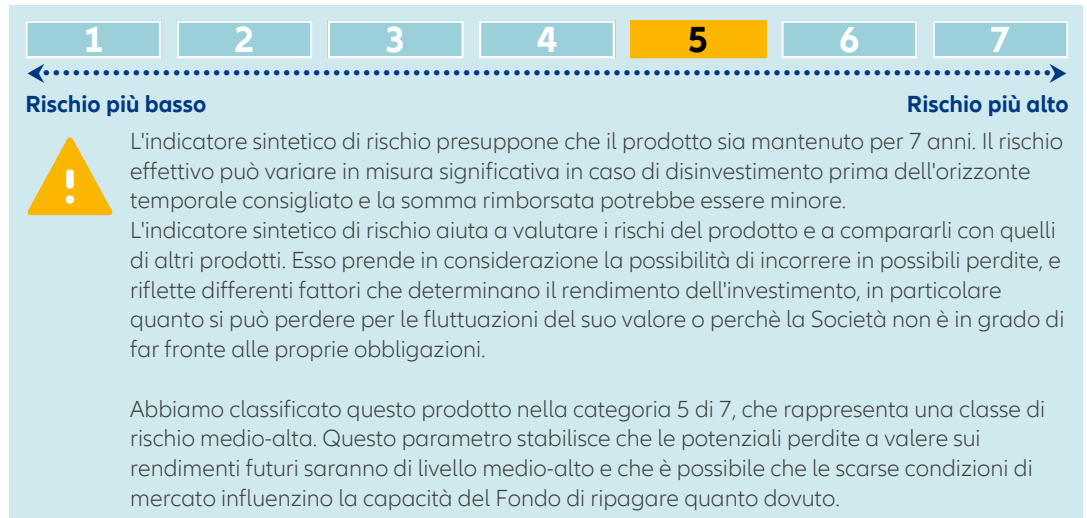 1 2 3 4 5 6 7
Rischio più basso Rischio più alto
L'indicatore sintetico di rischio presuppone che il prodotto sia mantenuto per 7 anni. Il rischio
effettivo può variare in misura significativa in caso di disinvestimento prima dell'orizzonte
temporale consigliato e la somma rimborsata potrebbe essere minore.
L'indicatore sintetico di rischio aiuta a valutare i rischi del prodotto e a compararli con quelli
di altri prodotti. Esso prende in considerazione la possibilità di incorrere in possibili perdite, e
riflette differenti fattori che determinano il rendimento dell'investimento, in particolare
quanto si può perdere per le fluttuazioni del suo valore o perchè la Società non è in grado di
far fronte alle proprie obbligazioni.
Abbiamo classificato questo prodotto nella categoria 5 di 7, che rappresenta una classe di
rischio medio-alta. Questo parametro stabilisce che le potenziali perdite a valere sui
rendimenti futuri saranno di livello medio-alto e che è possibile che le scarse condizioni di
mercato influenzino la capacità del Fondo di ripagare quanto dovuto.